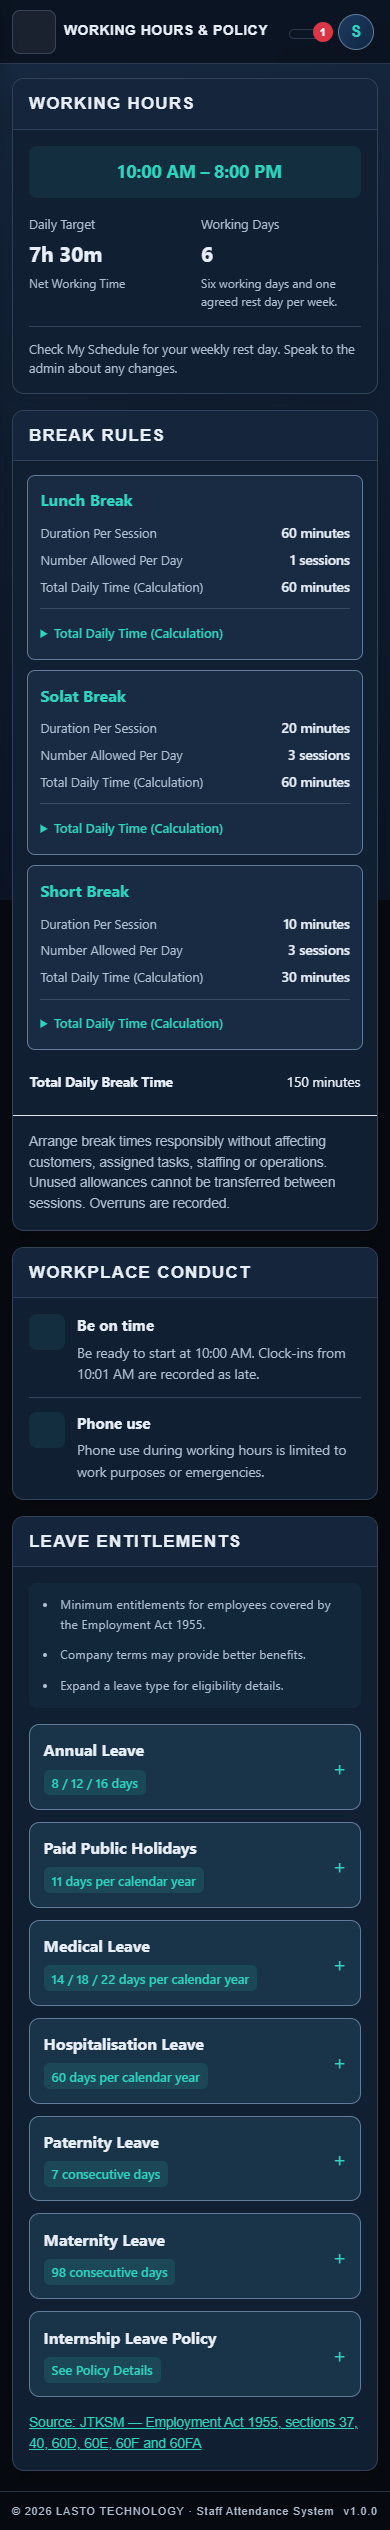 WORKING HOURS & POLICY
1
S
WORKING HOURS
10:00 AM – 8:00 PM
Daily Target
Working Days
7h 30m
6
Net Working Time
Six working days and one
agreed rest day per week.
Check My Schedule for your weekly rest day. Speak to the
admin about any changes.
BREAK RULES
Lunch Break
Duration Per Session 60 minutes
Number Allowed Per Day 1 sessions
Total Daily Time (Calculation) 60 minutes
▶ Total Daily Time (Calculation)
Solat Break
Duration Per Session 20 minutes
Number Allowed Per Day 3 sessions
Total Daily Time (Calculation) 60 minutes
▶ Total Daily Time (Calculation)
Short Break
Duration Per Session 10 minutes
Number Allowed Per Day 3 sessions
Total Daily Time (Calculation) 30 minutes
▶ Total Daily Time (Calculation)
Total Daily Break Time 150 minutes
Arrange break times responsibly without affecting
customers, assigned tasks, staffing or operations.
Unused allowances cannot be transferred between
sessions. Overruns are recorded.
WORKPLACE CONDUCT
Be on time
Be ready to start at 10:00 AM. Clock-ins from
10:01 AM are recorded as late.
Phone use
Phone use during working hours is limited to
work purposes or emergencies.
LEAVE ENTITLEMENTS
• Minimum entitlements for employees covered by
the Employment Act 1955.
• Company terms may provide better benefits.
• Expand a leave type for eligibility details.
Annual Leave
8 / 12 / 16 days
+
Paid Public Holidays
11 days per calendar year
+
Medical Leave
14 / 18 / 22 days per calendar year
+
Hospitalisation Leave
60 days per calendar year
+
Paternity Leave
7 consecutive days
+
Maternity Leave
98 consecutive days
+
Internship Leave Policy
See Policy Details
+
Source: JTKSM — Employment Act 1955, sections 37,
40, 60D, 60E, 60F and 60FA
© 2026 LASTO TECHNOLOGY · Staff Attendance System v1.0.0